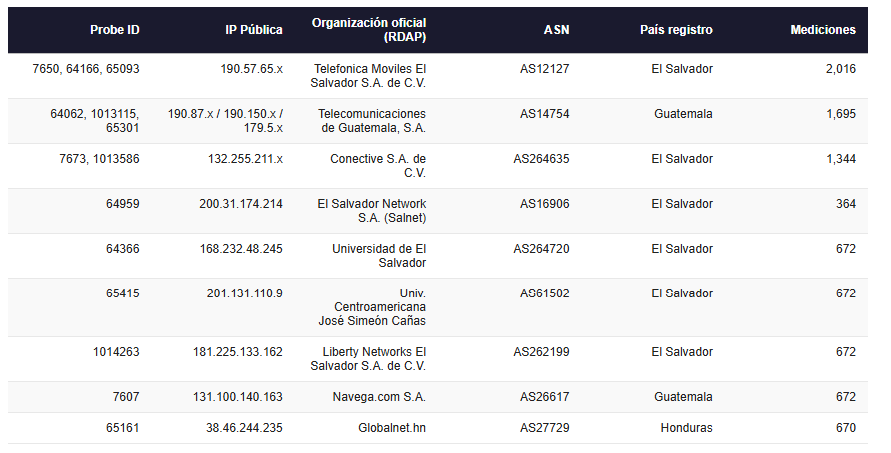 Probe ID IP Pública Organización oficial (RDAP) ASN País registro Mediciones
7650, 64166, 65093 190.57.65.x Telefonica Moviles El Salvador S.A. de C.V. AS12127 El Salvador 2,016
64062, 1013115, 65301 190.87.x / 190.150.x / 179.5.x Telecomunicaciones de Guatemala, S.A. AS14754 Guatemala 1,695
7673, 1013586 132.255.211.x Conective S.A. de C.V. AS264635 El Salvador 1,344
64959 200.31.174.214 El Salvador Network S.A. (Salnet) AS16906 El Salvador 364
64366 168.232.48.245 Universidad de El Salvador AS264720 El Salvador 672
65415 201.131.110.9 Univ. Centroamericana José Simeón Cañas AS61502 El Salvador 672
1014263 181.225.133.162 Liberty Networks El Salvador S.A. de C.V. AS262199 El Salvador 672
7607 131.100.140.163 Navega.com S.A. AS26617 Guatemala 672
65161 38.46.244.235 Globalnet.hn AS27729 Honduras 670